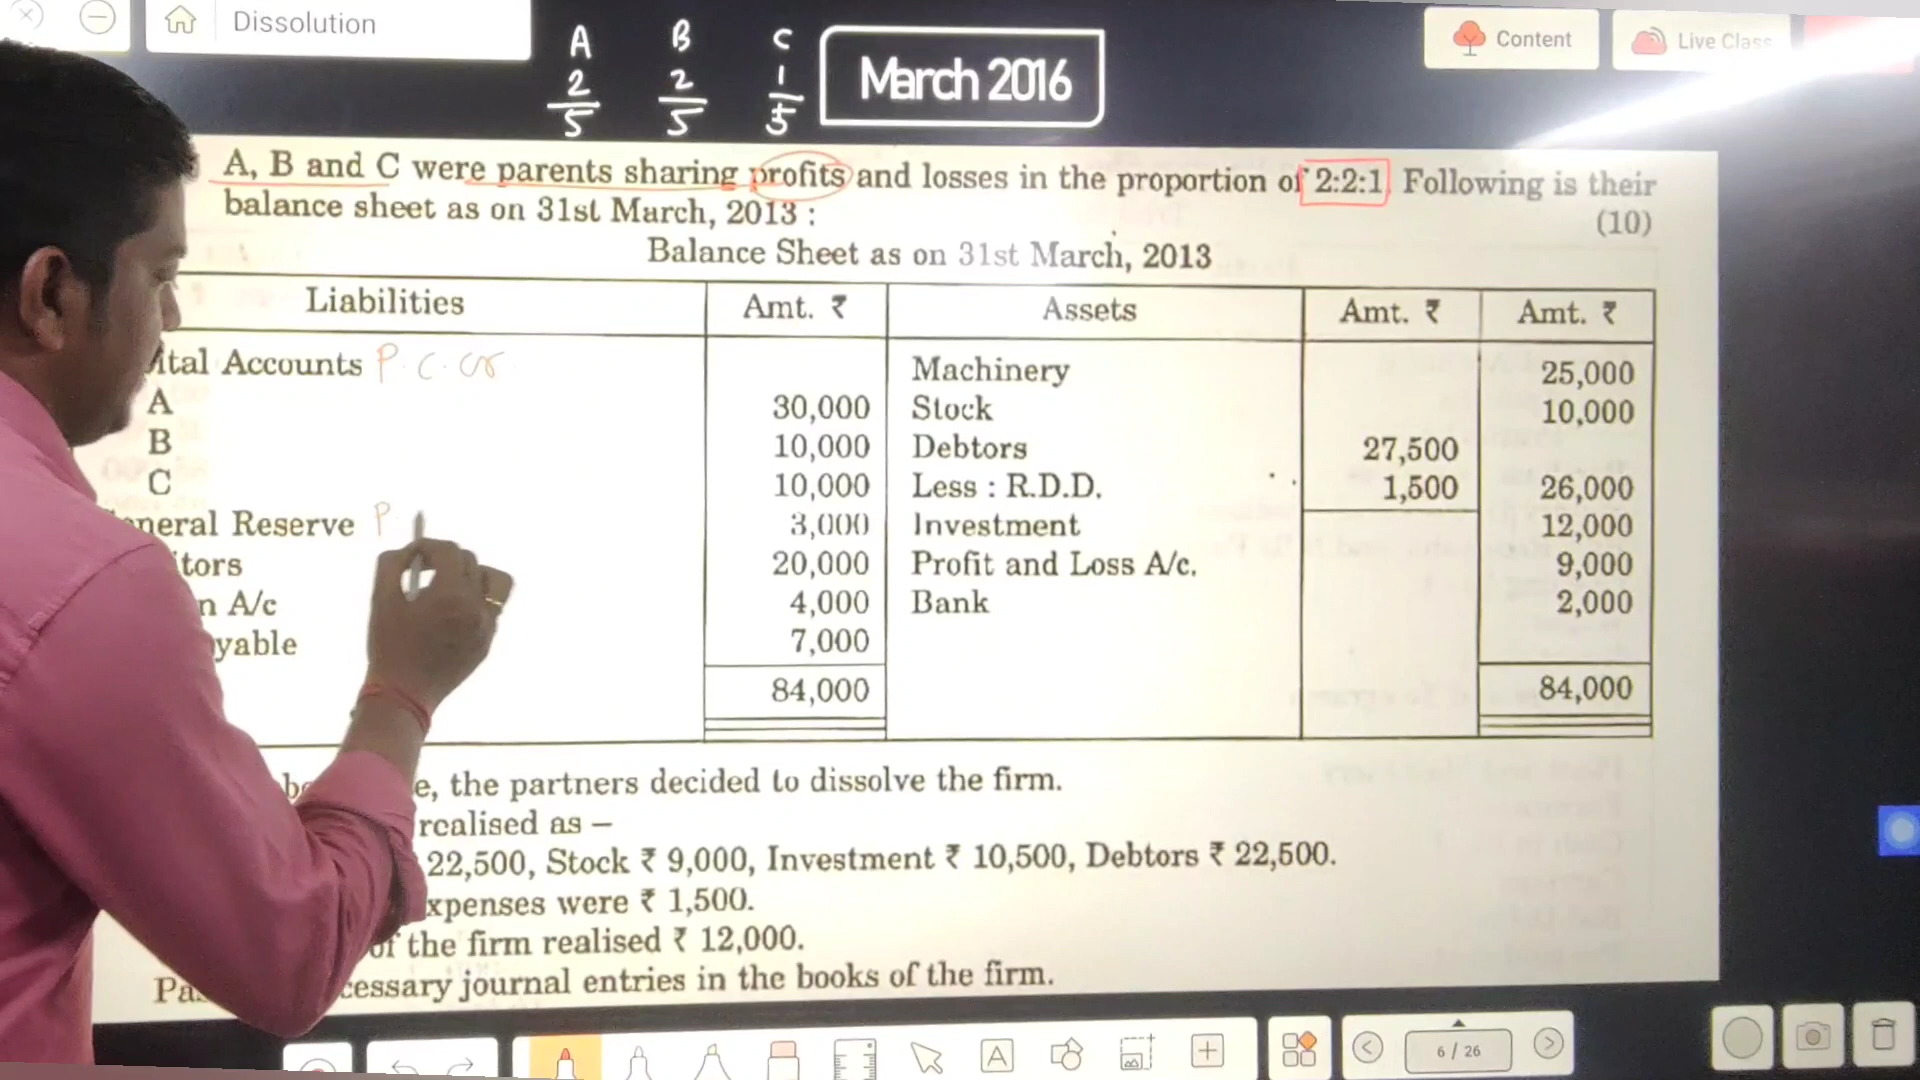 Dissolution
Content
Live Class
A B C
2/5 2/5 1/5
March 2016
A, B and C were parents sharing profits and losses in the proportion of 2:2:1 Following is their
balance sheet as on 31st March, 2013 :
(10)
Balance Sheet as on 31st March, 2013
Liabilities Amt. ₹ Assets Amt. ₹ Amt. ₹
ital Accounts P.C.Cr Machinery 25,000
A 30,000 Stock 10,000
B 10,000 Debtors 27,500
C 10,000 Less : R.D.D. 1,500 26,000
neral Reserve P 3,000 Investment 12,000
tors 20,000 Profit and Loss A/c. 9,000
n A/c 4,000 Bank 2,000
yable 7,000
84,000 84,000
e, the partners decided to dissolve the firm.
realised as –
22,500, Stock ₹ 9,000, Investment ₹ 10,500, Debtors ₹ 22,500.
xpenses were ₹ 1,500.
of the firm realised ₹ 12,000.
Pa cessary journal entries in the books of the firm.
A
6 / 26